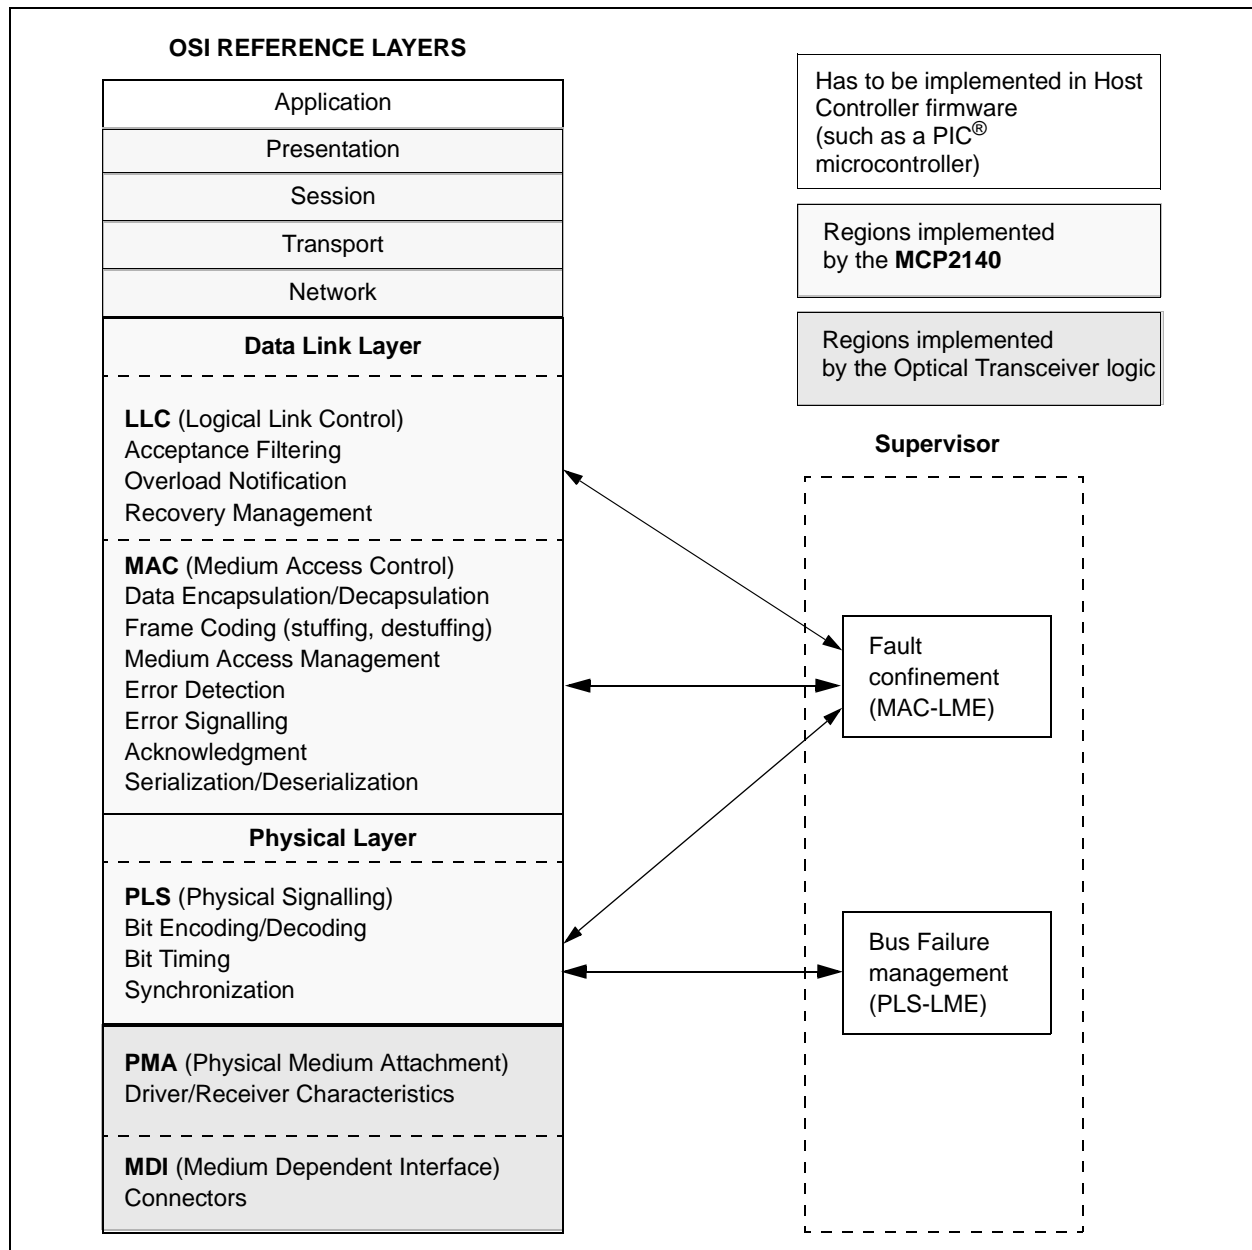 OSI REFERENCE LAYERS
Application
Presentation
Session
Transport
Network
Data Link Layer
LLC (Logical Link Control)
Acceptance Filtering
Overload Notification
Recovery Management
MAC (Medium Access Control)
Data Encapsulation/Decapsulation
Frame Coding (stuffing, destuffing)
Medium Access Management
Error Detection
Error Signalling
Acknowledgment
Serialization/Deserialization
Physical Layer
PLS (Physical Signalling)
Bit Encoding/Decoding
Bit Timing
Synchronization
PMA (Physical Medium Attachment)
Driver/Receiver Characteristics
MDI (Medium Dependent Interface)
Connectors
Has to be implemented in Host
Controller firmware
(such as a PIC®
microcontroller)
Regions implemented
by the MCP2140
Regions implemented
by the Optical Transceiver logic
Supervisor
Fault
confinement
(MAC-LME)
Bus Failure
management
(PLS-LME)